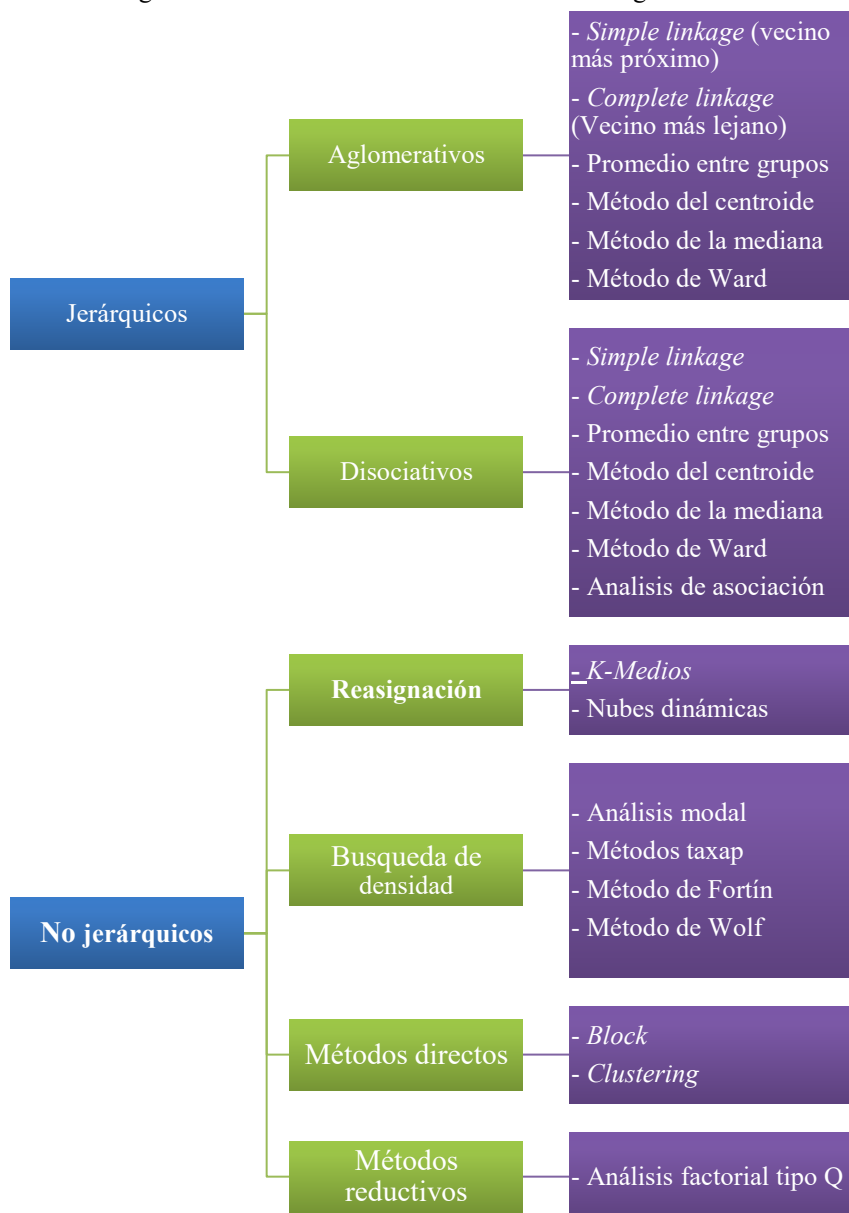 Jerárquicos
Aglomerativos
- Simple linkage (vecino
más próximo)
- Complete linkage
(Vecino más lejano)
- Promedio entre grupos
- Método del centroide
- Método de la mediana
- Método de Ward
Disociativos
- Simple linkage
- Complete linkage
- Promedio entre grupos
- Método del centroide
- Método de la mediana
- Método de Ward
- Analisis de asociación
No jerárquicos
Reasignación
- K-Medios
- Nubes dinámicas
Busqueda de
densidad
- Análisis modal
- Métodos taxap
- Método de Fortín
- Método de Wolf
Métodos directos
- Block
- Clustering
Métodos
reductivos
- Análisis factorial tipo Q